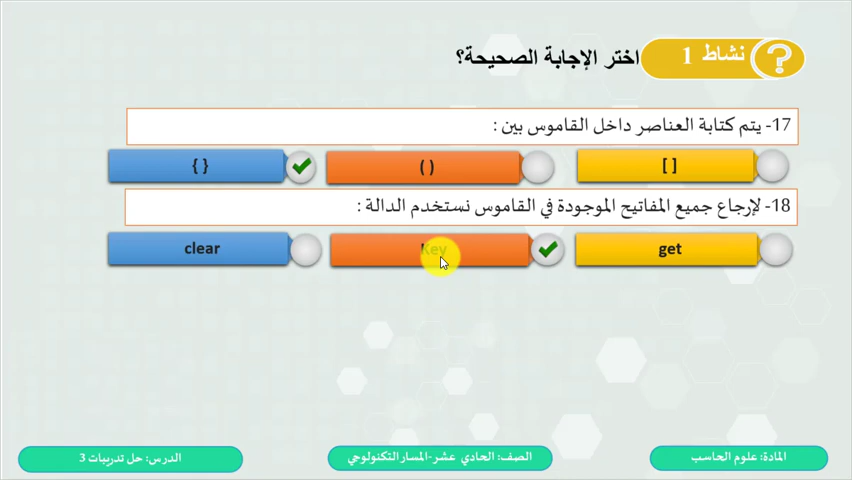 نشاط 1
?
اختر الإجابة الصحيحة؟
17- يتم كتابة العناصر داخل القاموس بين :
[ ]
( )
{ }
18- لإرجاع جميع المفاتيح الموجودة في القاموس نستخدم الدالة :
get
Key
clear
المادة: علوم الحاسب
الصف: الحادي عشر-المسار التكنولوجي
الدرس: حل تدريبات 3